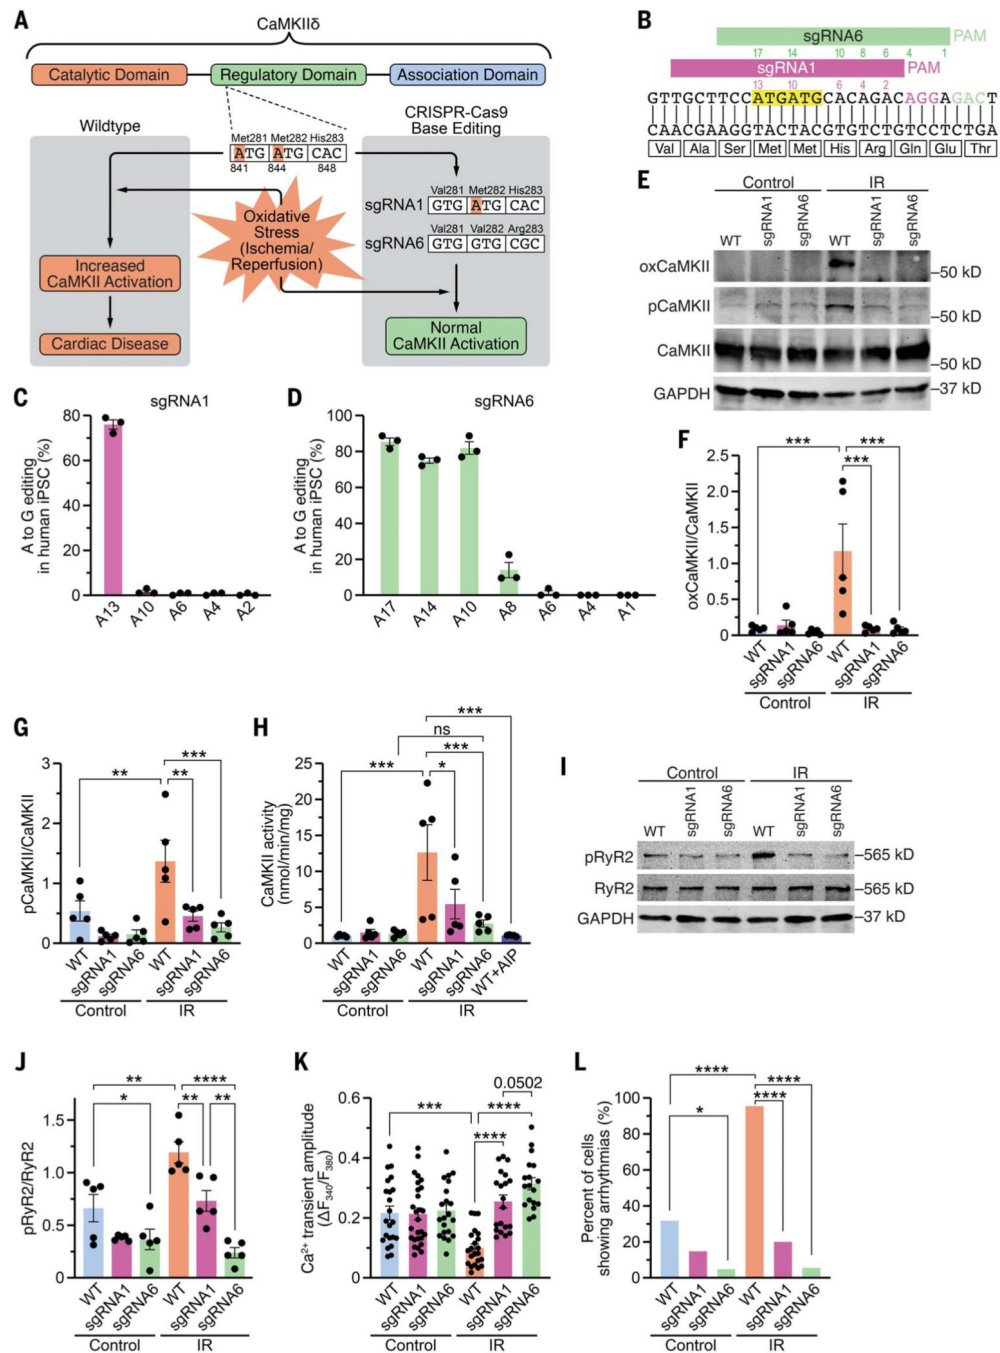 A
CaMKIIδ
Catalytic Domain
Regulatory Domain
Association Domain
Wildtype
CRISPR-Cas9
Base Editing
Met281 Met282 His283
ATG ATG CAC
841 844 848
Val281 Met282 His283
sgRNA1 GTG ATG CAC
Val281 Val282 Arg283
sgRNA6 GTG GTG CGC
Oxidative
Stress
(Ischemia/
Reperfusion)
Increased
CaMKII Activation
Cardiac Disease
Normal
CaMKII Activation
B
sgRNA6 PAM
17 14 10 8 6 4 1
sgRNA1 PAM
13 10 6 4 2
GTTGCTTCCATGATGCACAGACAGGAGACT
CAACGAAGGTACTACGTGTCTGTCCTCTGA
Val Ala Ser Met Met His Arg Gln Glu Thr
E
Control IR
WT sgRNA1 sgRNA6 WT sgRNA1 sgRNA6
oxCaMKII –50 kD
pCaMKII –50 kD
CaMKII –50 kD
GAPDH –37 kD
C
sgRNA1
A to G editing
in human iPSC (%)
80
60
40
20
0
A13 A10 A6 A4 A2
D
sgRNA6
A to G editing
in human iPSC (%)
100
80
60
40
20
0
A17 A14 A10 A8 A6 A4 A1
F
oxCaMKII/CaMKII
2.5
2.0
1.5
1.0
0.5
0
*** ***
***
WT sgRNA1 sgRNA6 WT sgRNA1 sgRNA6
Control IR
G
pCaMKII/CaMKII
3
2
1
0
***
** **
WT sgRNA1 sgRNA6 WT sgRNA1 sgRNA6
Control IR
H
CaMKII activity
(nmol/min/mg)
25
20
15
10
5
0
***
ns
***
*** *
WT sgRNA1 sgRNA6 WT sgRNA1 sgRNA6 WT+AIP
Control IR
I
Control IR
WT sgRNA1 sgRNA6 WT sgRNA1 sgRNA6
pRyR2 –565 kD
RyR2 –565 kD
GAPDH –37 kD
J
pRyR2/RyR2
1.5
1.0
0.5
0
** ****
* ** **
WT sgRNA1 sgRNA6 WT sgRNA1 sgRNA6
Control IR
K
Ca²⁺ transient amplitude
(ΔF₃₄₀/F₃₈₀)
0.6
0.4
0.2
0
0.0502
*** ****
****
WT sgRNA1 sgRNA6 WT sgRNA1 sgRNA6
Control IR
L
Percent of cells
showing arrhythmias (%)
100
80
60
40
20
0
****
****
* ****
WT sgRNA1 sgRNA6 WT sgRNA1 sgRNA6
Control IR